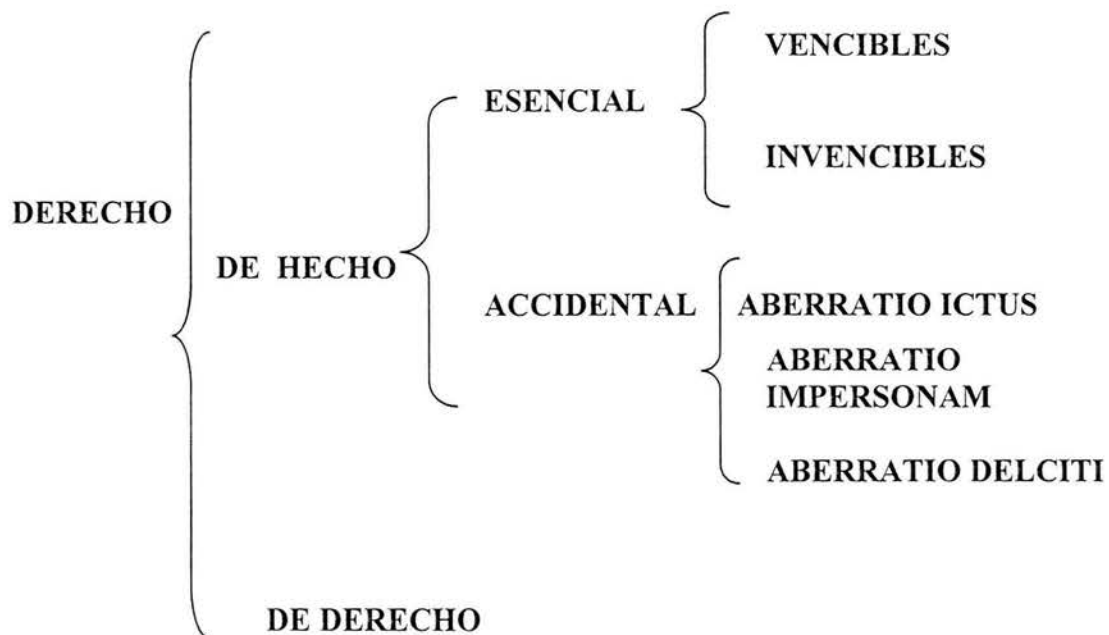 VENCIBLES
ESENCIAL
INVENCIBLES
DERECHO
DE HECHO
ACCIDENTAL
ABERRATIO ICTUS
ABERRATIO
IMPERSONAM
ABERRATIO DELCITI
DE DERECHO